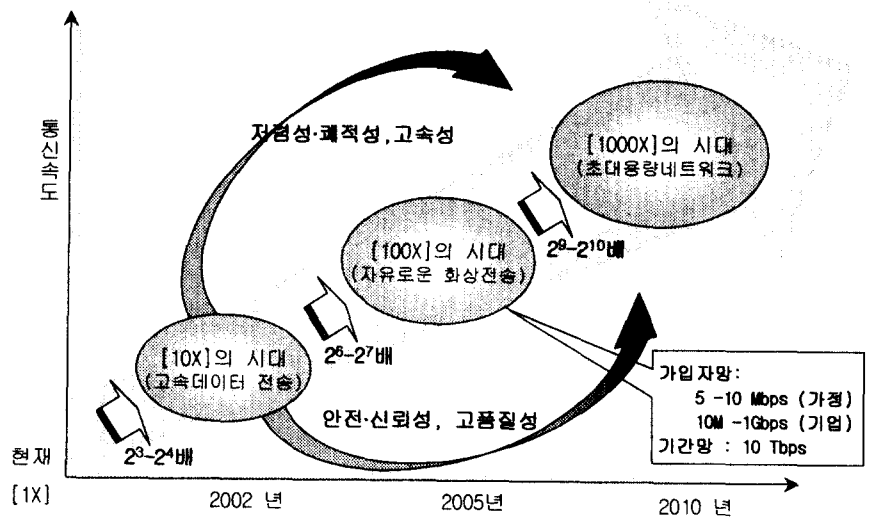 통신속도
저렴성·쾌적성, 고속성
[1000X]의 시대
(초대용량네트워크)
2⁹-2¹⁰배
[100X]의 시대
(자유로운 화상전송)
2⁶-2⁷배
[10X]의 시대
(고속데이터 전송)
2³-2⁴배
안전·신뢰성, 고품질성
가입자망:
5 -10 Mbps (가정)
10M -1Gbps (기업)
기간망 : 10 Tbps
현재
[1X]
2002 년
2005년
2010 년